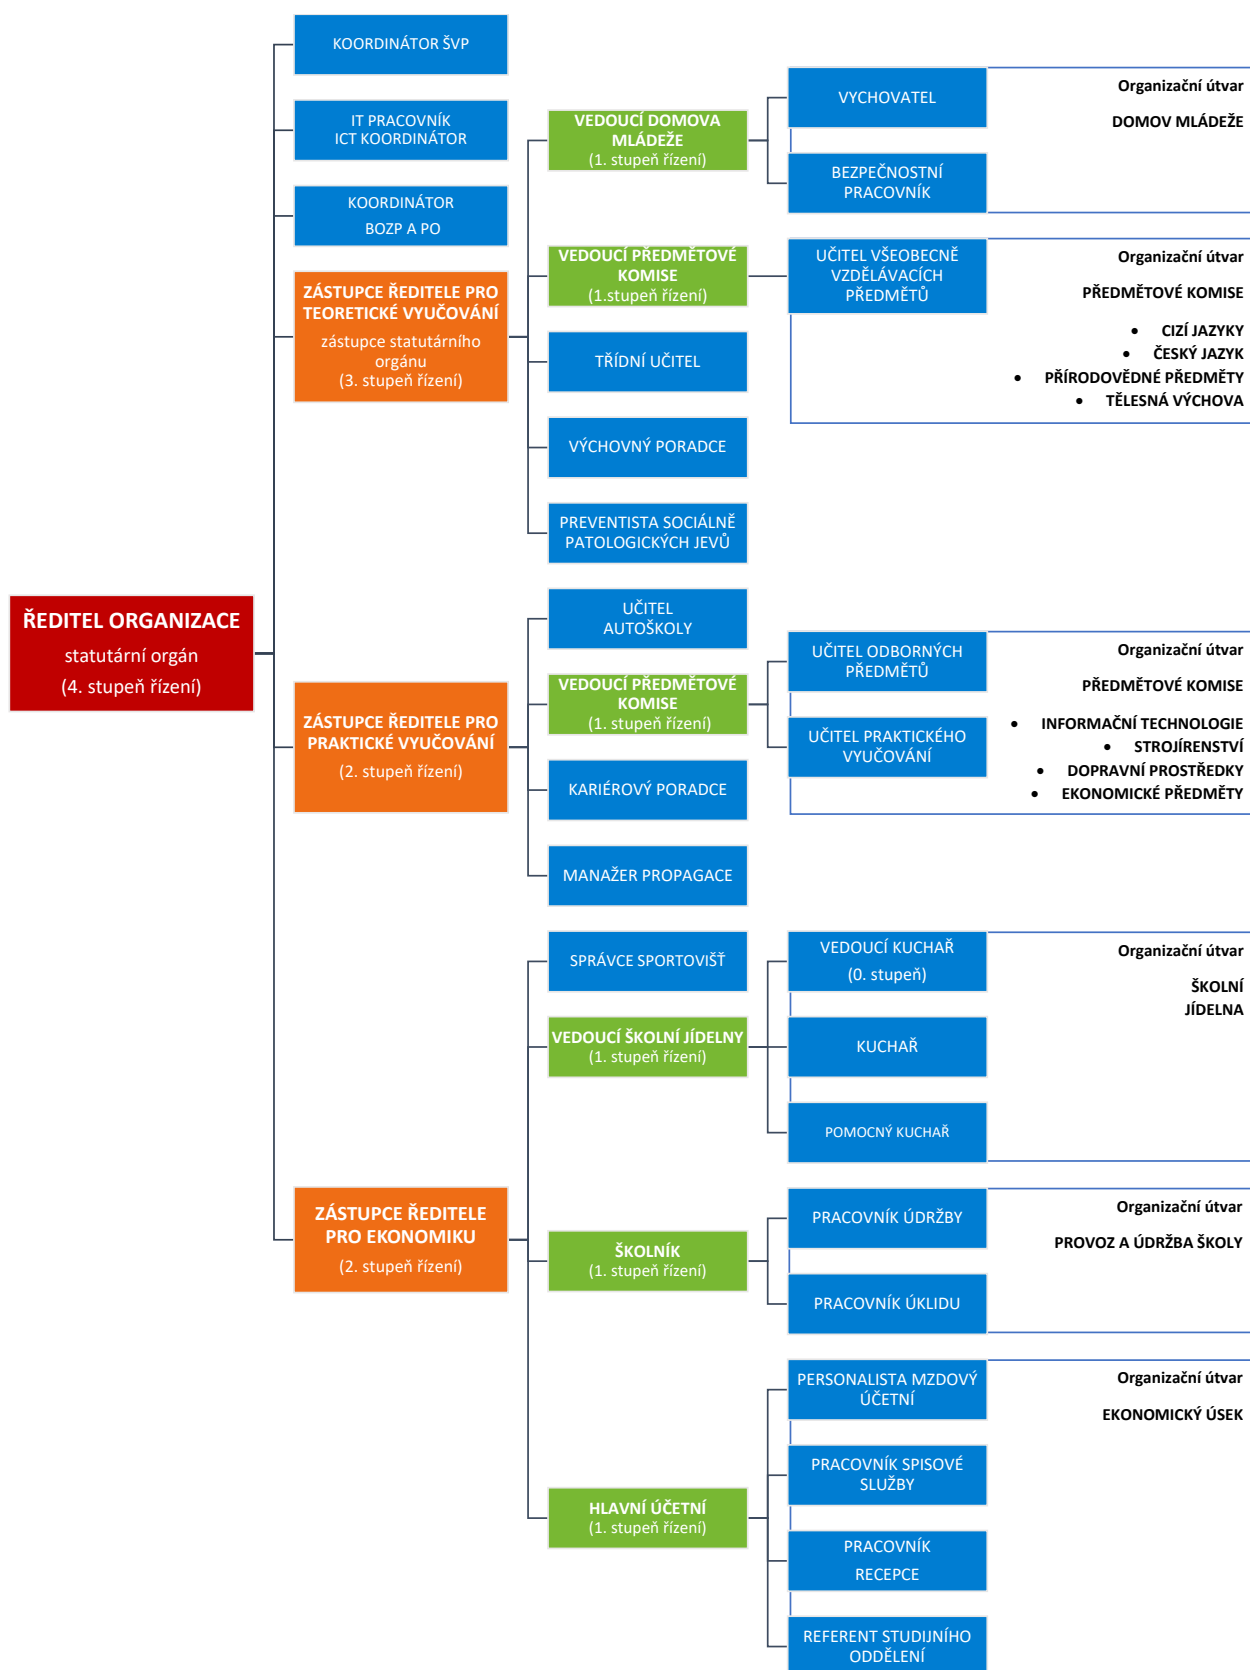 KOORDINÁTOR ŠVP
IT PRACOVNÍK
ICT KOORDINÁTOR
KOORDINÁTOR
BOZP A PO
ZÁSTUPCE ŘEDITELE PRO
TEORETICKÉ VYUČOVÁNÍ
zástupce statutárního
orgánu
(3. stupeň řízení)
VEDOUCÍ DOMOVA
MLÁDEŽE
(1. stupeň řízení)
VYCHOVATEL
BEZPEČNOSTNÍ
PRACOVNÍK
Organizační útvar
DOMOV MLÁDEŽE
VEDOUCÍ PŘEDMĚTOVÉ
KOMISE
(1.stupeň řízení)
UČITEL VŠEOBECNĚ
VZDĚLÁVACÍCH
PŘEDMĚTŮ
Organizační útvar
PŘEDMĚTOVÉ KOMISE
• CIZÍ JAZYKY
• ČESKÝ JAZYK
• PŘÍRODOVĚDNÉ PŘEDMĚTY
• TĚLESNÁ VÝCHOVA
TŘÍDNÍ UČITEL
VÝCHOVNÝ PORADCE
PREVENTISTA SOCIÁLNĚ
PATOLOGICKÝCH JEVŮ
ŘEDITEL ORGANIZACE
statutární orgán
(4. stupeň řízení)
ZÁSTUPCE ŘEDITELE PRO
PRAKTICKÉ VYUČOVÁNÍ
(2. stupeň řízení)
UČITEL
AUTOŠKOLY
VEDOUCÍ PŘEDMĚTOVÉ
KOMISE
(1. stupeň řízení)
UČITEL ODBORNÝCH
PŘEDMĚTŮ
UČITEL PRAKTICKÉHO
VYUČOVÁNÍ
Organizační útvar
PŘEDMĚTOVÉ KOMISE
• INFORMAČNÍ TECHNOLOGIE
• STROJÍRENSTVÍ
• DOPRAVNÍ PROSTŘEDKY
• EKONOMICKÉ PŘEDMĚTY
KARIÉROVÝ PORADCE
MANAŽER PROPAGACE
ZÁSTUPCE ŘEDITELE
PRO EKONOMIKU
(2. stupeň řízení)
SPRÁVCE SPORTOVIŠŤ
VEDOUCÍ ŠKOLNÍ JÍDELNY
(1. stupeň řízení)
VEDOUCÍ KUCHAŘ
(0. stupeň)
KUCHAŘ
POMOCNÝ KUCHAŘ
Organizační útvar
ŠKOLNÍ
JÍDELNA
ŠKOLNÍK
(1. stupeň řízení)
PRACOVNÍK ÚDRŽBY
PRACOVNÍK ÚKLIDU
Organizační útvar
PROVOZ A ÚDRŽBA ŠKOLY
HLAVNÍ ÚČETNÍ
(1. stupeň řízení)
PERSONALISTA MZDOVÝ
ÚČETNÍ
PRACOVNÍK SPISOVÉ
SLUŽBY
PRACOVNÍK
RECEPCE
REFERENT STUDIJNÍHO
ODDĚLENÍ
Organizační útvar
EKONOMICKÝ ÚSEK